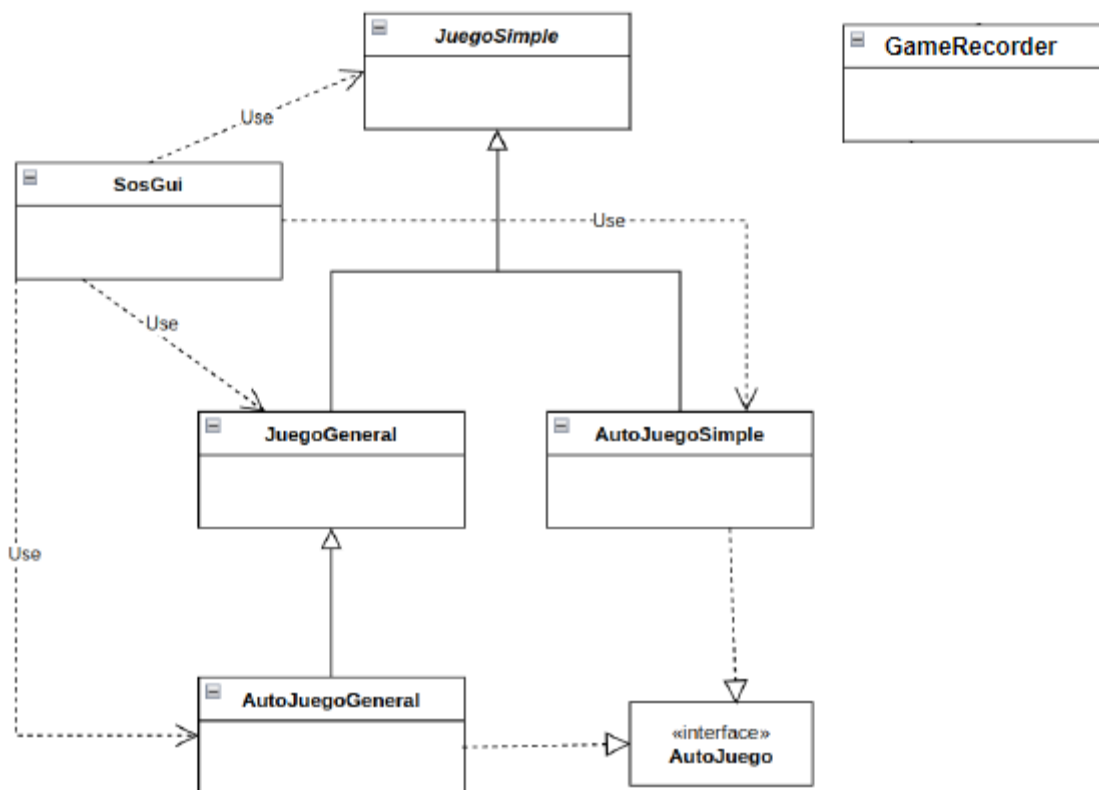 JuegoSimple
GameRecorder
Use
SosGui
Use
Use
JuegoGeneral
AutoJuegoSimple
Use
AutoJuegoGeneral
«interface»
AutoJuego